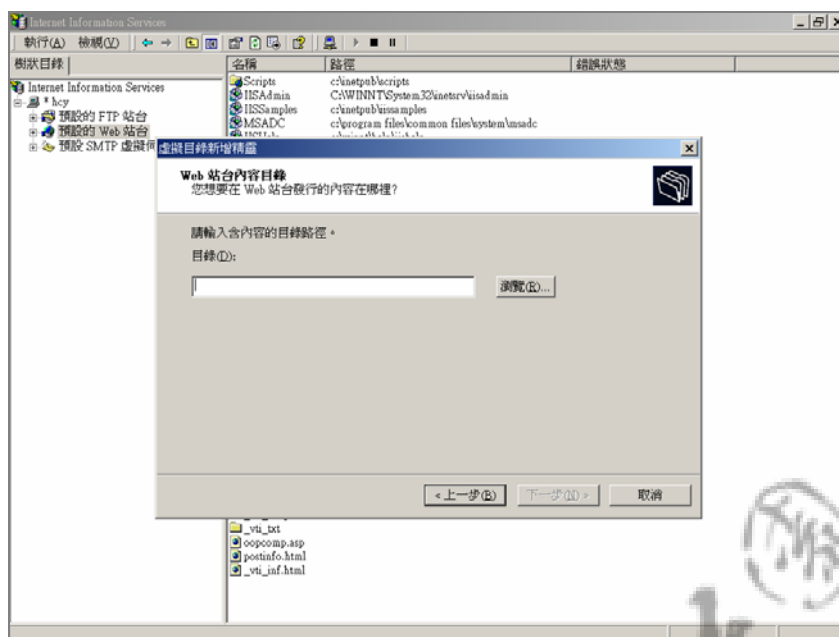 Internet Information Services
執行(A) 檢視(V)
樹狀目錄
名稱 路徑 錯誤狀態
Internet Information Services
* hcy
預設的 FTP 站台
預設的 Web 站台
預設 SMTP 虛擬伺
Scripts c:\inetpub\scripts
IISAdmin C:\WINNT\System32\inetsrv\iisadmin
IISSamples c:\inetpub\iissamples
MSADC c:\program files\common files\system\msadc
虛擬目錄新增精靈
Web 站台內容目錄
您想要在 Web 站台發行的內容在哪裡?
請輸入含內容的目錄路徑。
目錄(D):
瀏覽(R)...
<上一步(B)
下一步(N) >
取消
_vti_txt
oopcomp.asp
postinfo.html
_vti_inf.html